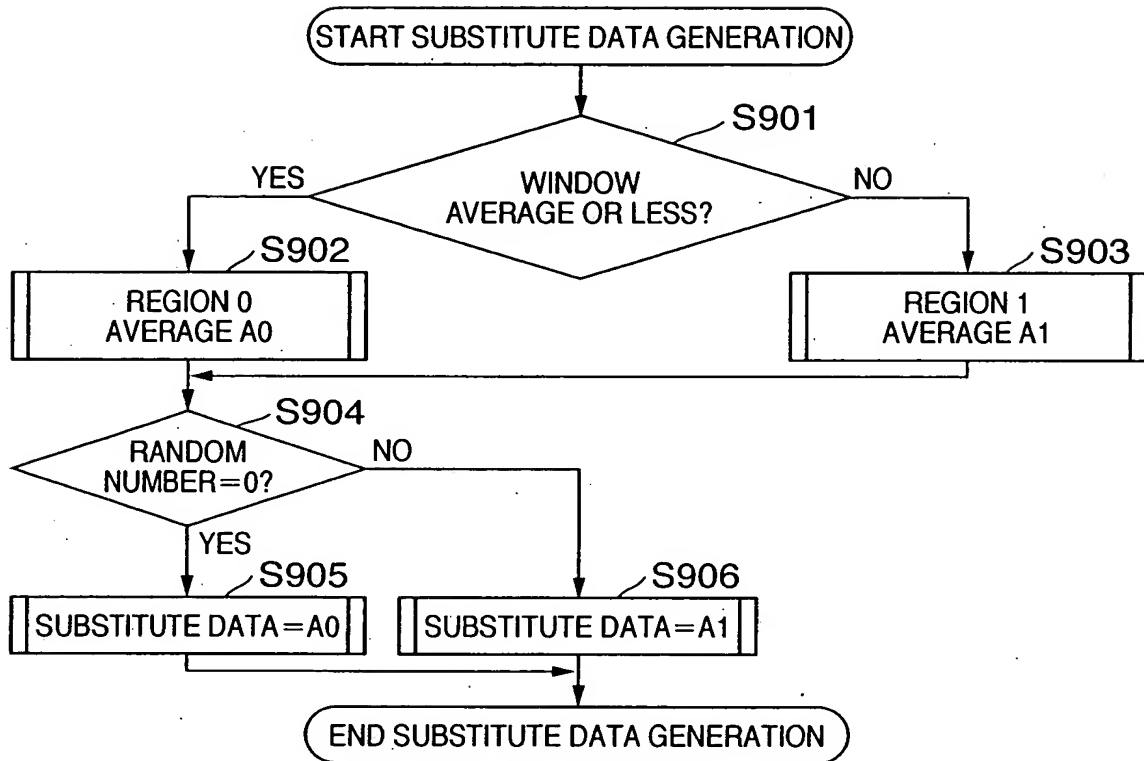 START SUBSTITUTE DATA GENERATION
S901
YES
WINDOW
AVERAGE OR LESS?
NO
S902
S903
REGION 0
AVERAGE A0
REGION 1
AVERAGE A1
S904
RANDOM
NUMBER=0?
NO
YES
S905
S906
SUBSTITUTE DATA=A0
SUBSTITUTE DATA=A1
END SUBSTITUTE DATA GENERATION